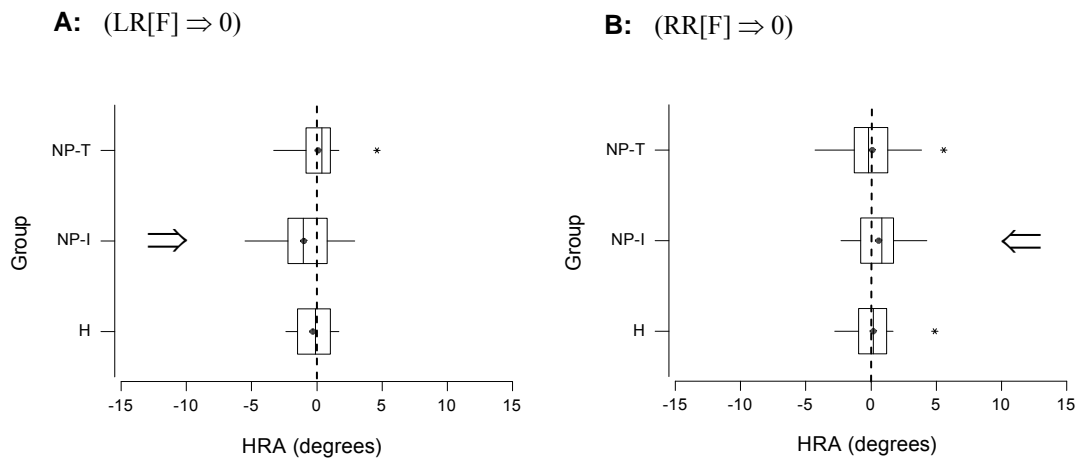 A: (LR[F] ⇒ 0)
NP-T
NP-I
H
Group
-15 -10 -5 0 5 10 15
HRA (degrees)
B: (RR[F] ⇒ 0)
NP-T
NP-I
H
Group
-15 -10 -5 0 5 10 15
HRA (degrees)